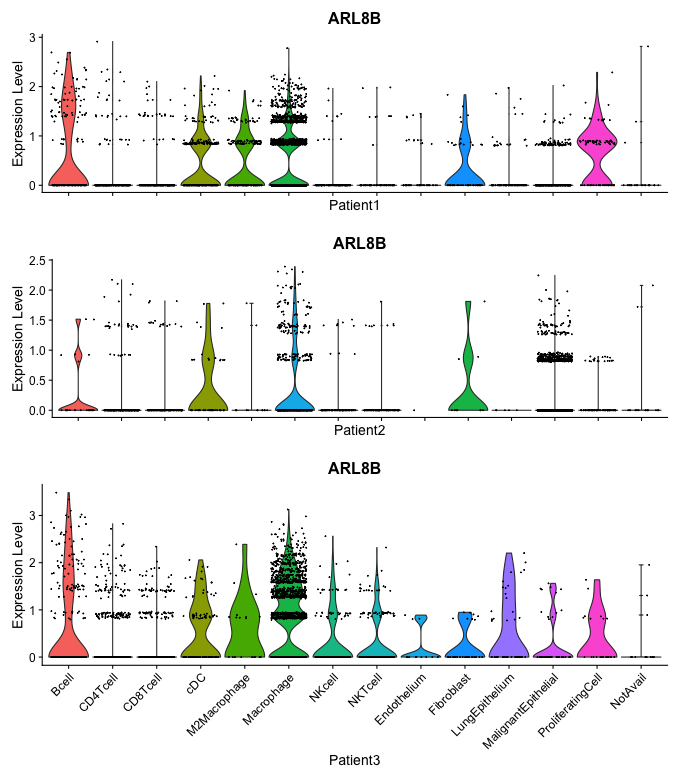 ARL8B
Expression Level
3
2
1
0
Patient1
ARL8B
Expression Level
2.5
2.0
1.5
1.0
0.5
0.0
Patient2
ARL8B
Expression Level
3
2
1
0
Bcell
CD4Tcell
CD8Tcell
cDC
M2Macrophage
Macrophage
NKcell
NKTcell
Endothelium
Fibroblast
LungEpithelium
MalignantEpithelial
ProliferatingCell
NotAvail
Patient3